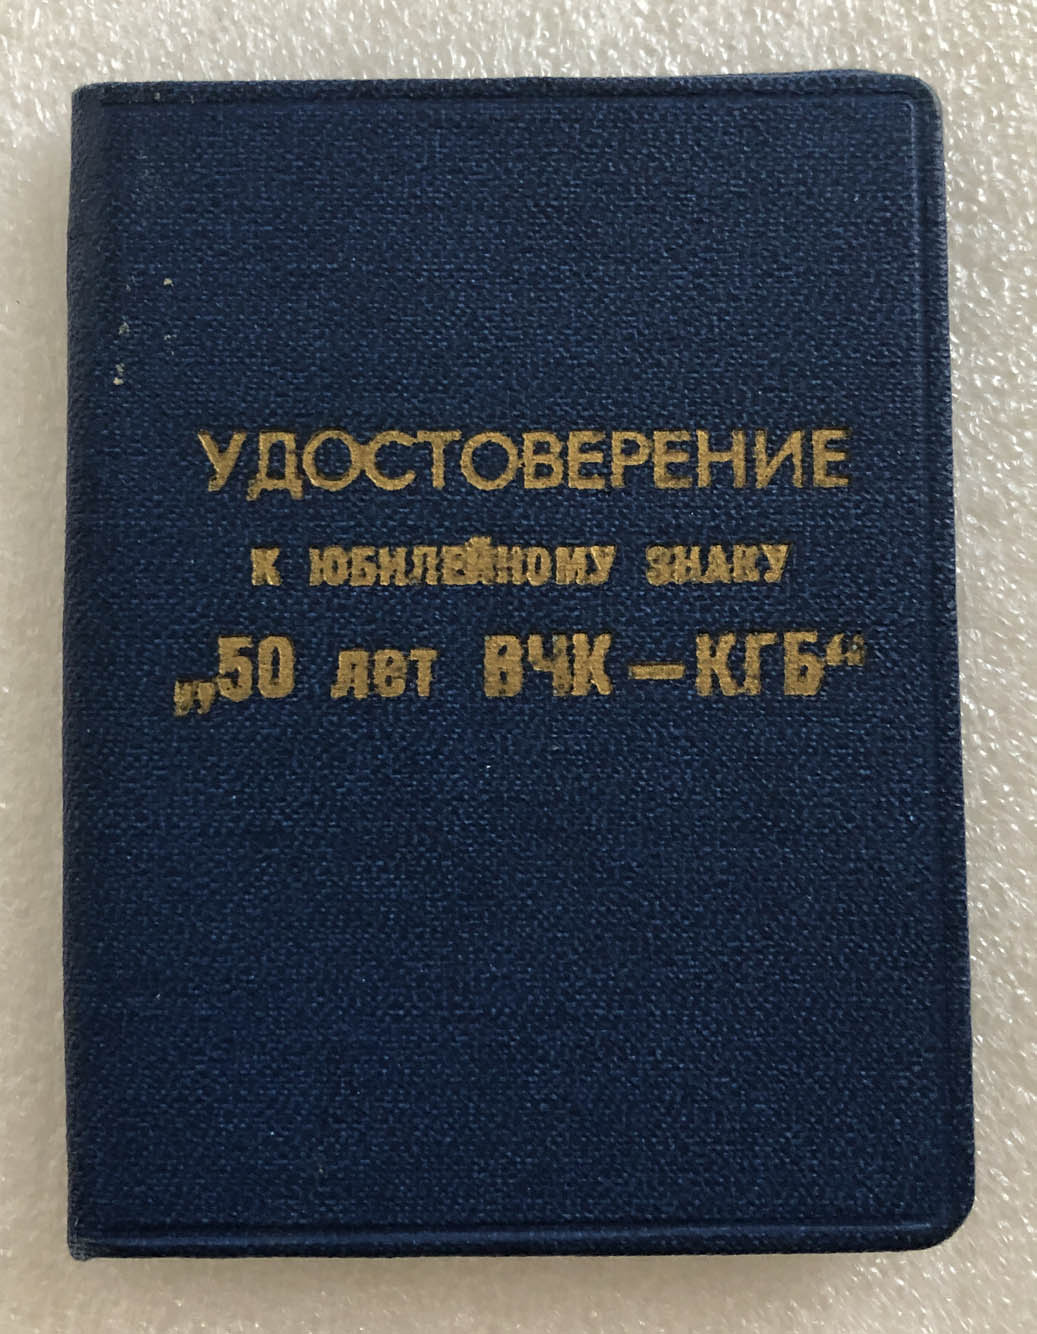 УДОСТОВЕРЕНИЕ
К ЮБИЛЕЙНОМУ ЗНАКУ
„50 лет ВЧК—КГБ“